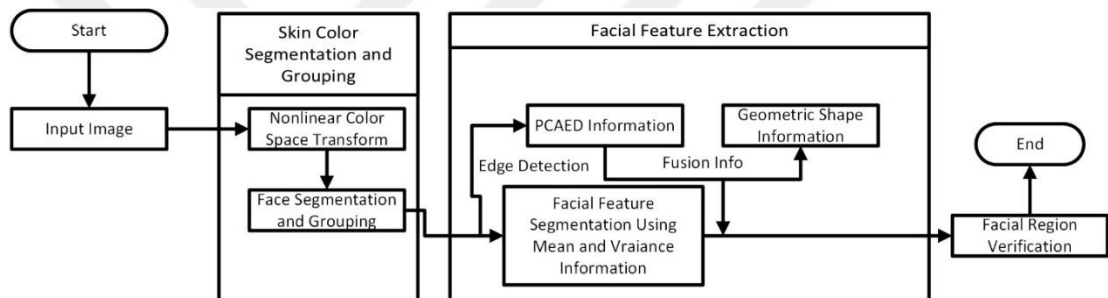 Start
Input Image
Skin Color
Segmentation and
Grouping
Nonlinear Color
Space Transform
Face Segmentation
and Grouping
Facial Feature Extraction
PCAED Information
Geometric Shape
Information
Edge Detection
Fusion Info
Facial Feature
Segmentation Using
Mean and Vraiance
Information
End
Facial Region
Verification